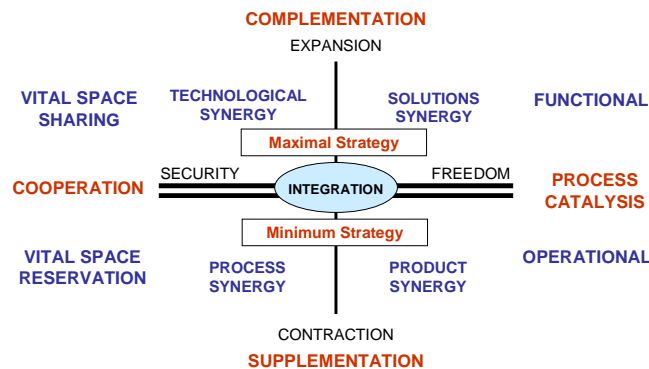 COMPLEMENTATION
EXPANSION
VITAL SPACE
SHARING
TECHNOLOGICAL
SYNERGY
SOLUTIONS
SYNERGY
FUNCTIONAL
Maximal Strategy
SECURITY
FREEDOM
COOPERATION
INTEGRATION
PROCESS
CATALYSIS
Minimum Strategy
VITAL SPACE
RESERVATION
PROCESS
SYNERGY
PRODUCT
SYNERGY
OPERATIONAL
CONTRACTION
SUPPLEMENTATION